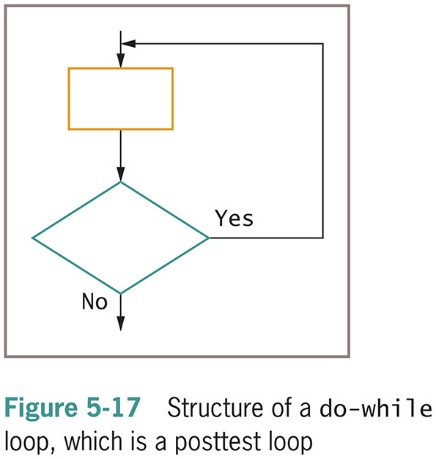 Yes
No
Figure 5-17 Structure of a do-while
loop, which is a posttest loop